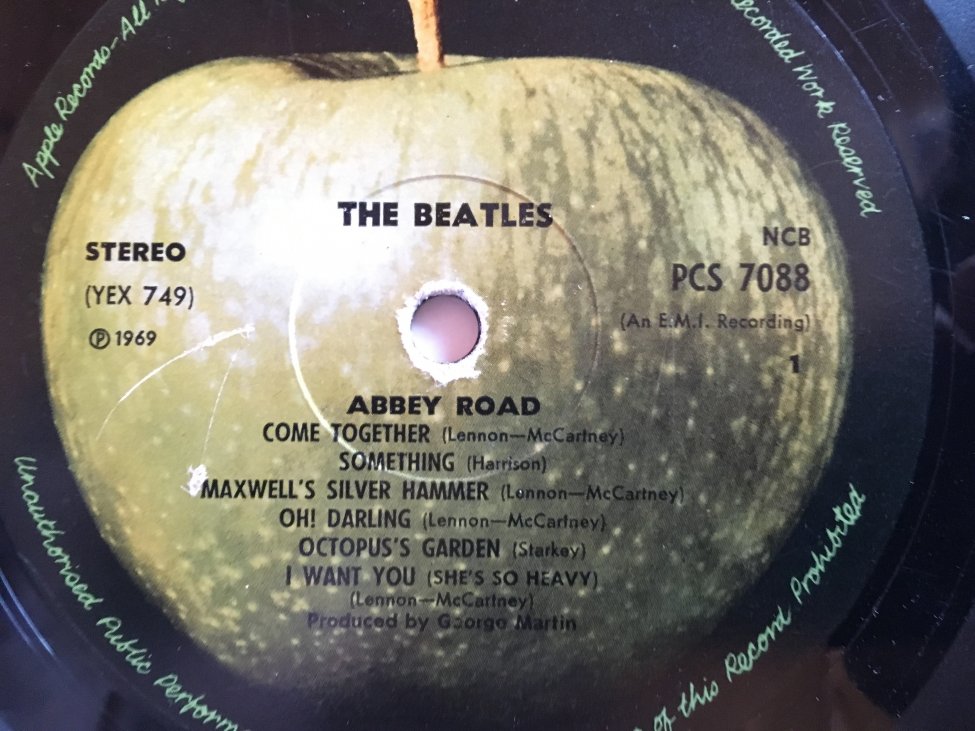 Apple Records-All
Recorded Work Reserved
THE BEATLES
STEREO
(YEX 749)
℗ 1969
NCB
PCS 7088
(An E.M.I. Recording)
1
ABBEY ROAD
COME TOGETHER (Lennon—McCartney)
SOMETHING (Harrison)
MAXWELL'S SILVER HAMMER (Lennon—McCartney)
OH! DARLING (Lennon—McCartney)
OCTOPUS'S GARDEN (Starkey)
I WANT YOU (SHE'S SO HEAVY)
(Lennon—McCartney)
Produced by George Martin
Unauthorised Public Perform
of this Record Prohibited